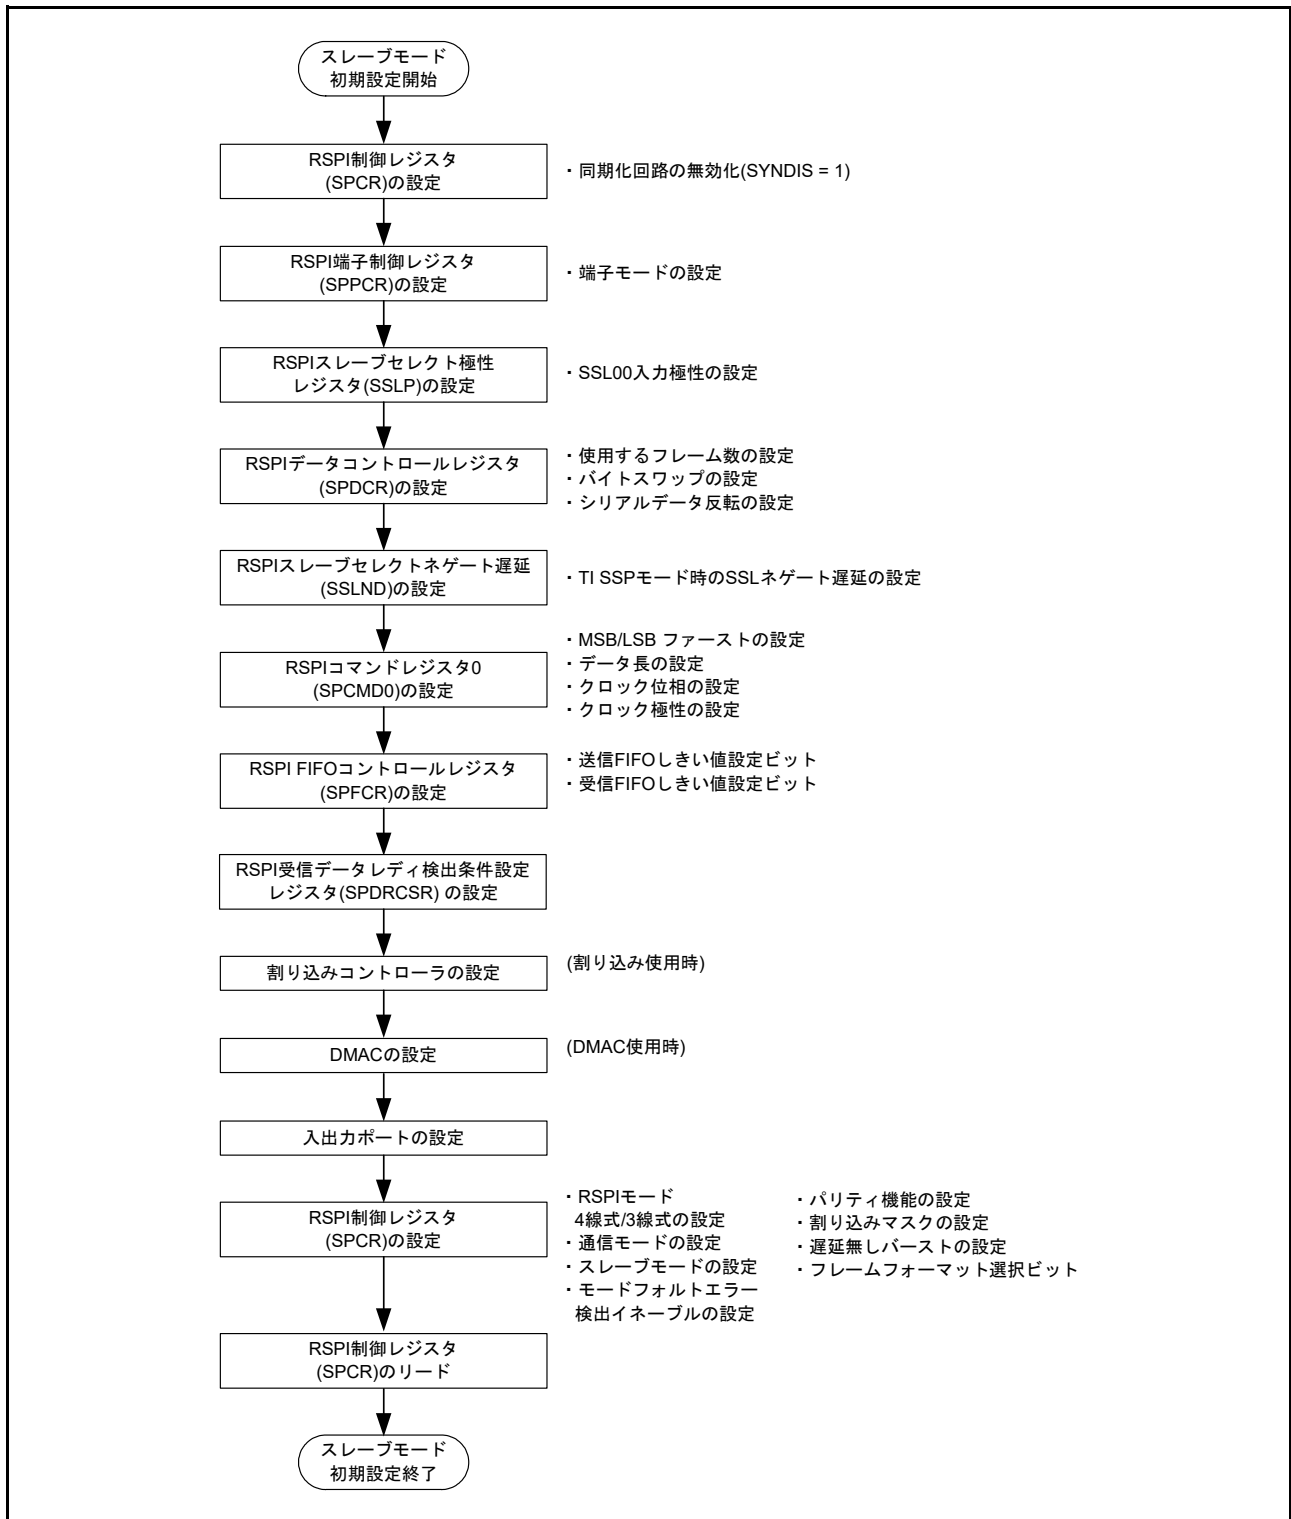 スレーブモード
初期設定開始
RSPI制御レジスタ
(SPCR)の設定
・同期化回路の無効化(SYNDIS = 1)
RSPI端子制御レジスタ
(SPPCR)の設定
・端子モードの設定
RSPIスレーブセレクト極性
レジスタ(SSLP)の設定
・SSL00入力極性の設定
RSPIデータコントロールレジスタ
(SPDCR)の設定
・使用するフレーム数の設定
・バイトスワップの設定
・シリアルデータ反転の設定
RSPIスレーブセレクトネゲート遅延
(SSLND)の設定
・TI SSPモード時のSSLネゲート遅延の設定
RSPIコマンドレジスタ0
(SPCMD0)の設定
・MSB/LSB ファーストの設定
・データ長の設定
・クロック位相の設定
・クロック極性の設定
RSPI FIFOコントロールレジスタ
(SPFCR)の設定
・送信FIFOしきい値設定ビット
・受信FIFOしきい値設定ビット
RSPI受信データレディ検出条件設定
レジスタ(SPDRCSR) の設定
割り込みコントローラの設定
(割り込み使用時)
DMACの設定
(DMAC使用時)
入出力ポートの設定
RSPI制御レジスタ
(SPCR)の設定
・RSPIモード
4線式/3線式の設定
・通信モードの設定
・スレーブモードの設定
・モードフォルトエラー
検出イネーブルの設定
・パリティ機能の設定
・割り込みマスクの設定
・遅延無しバーストの設定
・フレームフォーマット選択ビット
RSPI制御レジスタ
(SPCR)のリード
スレーブモード
初期設定終了